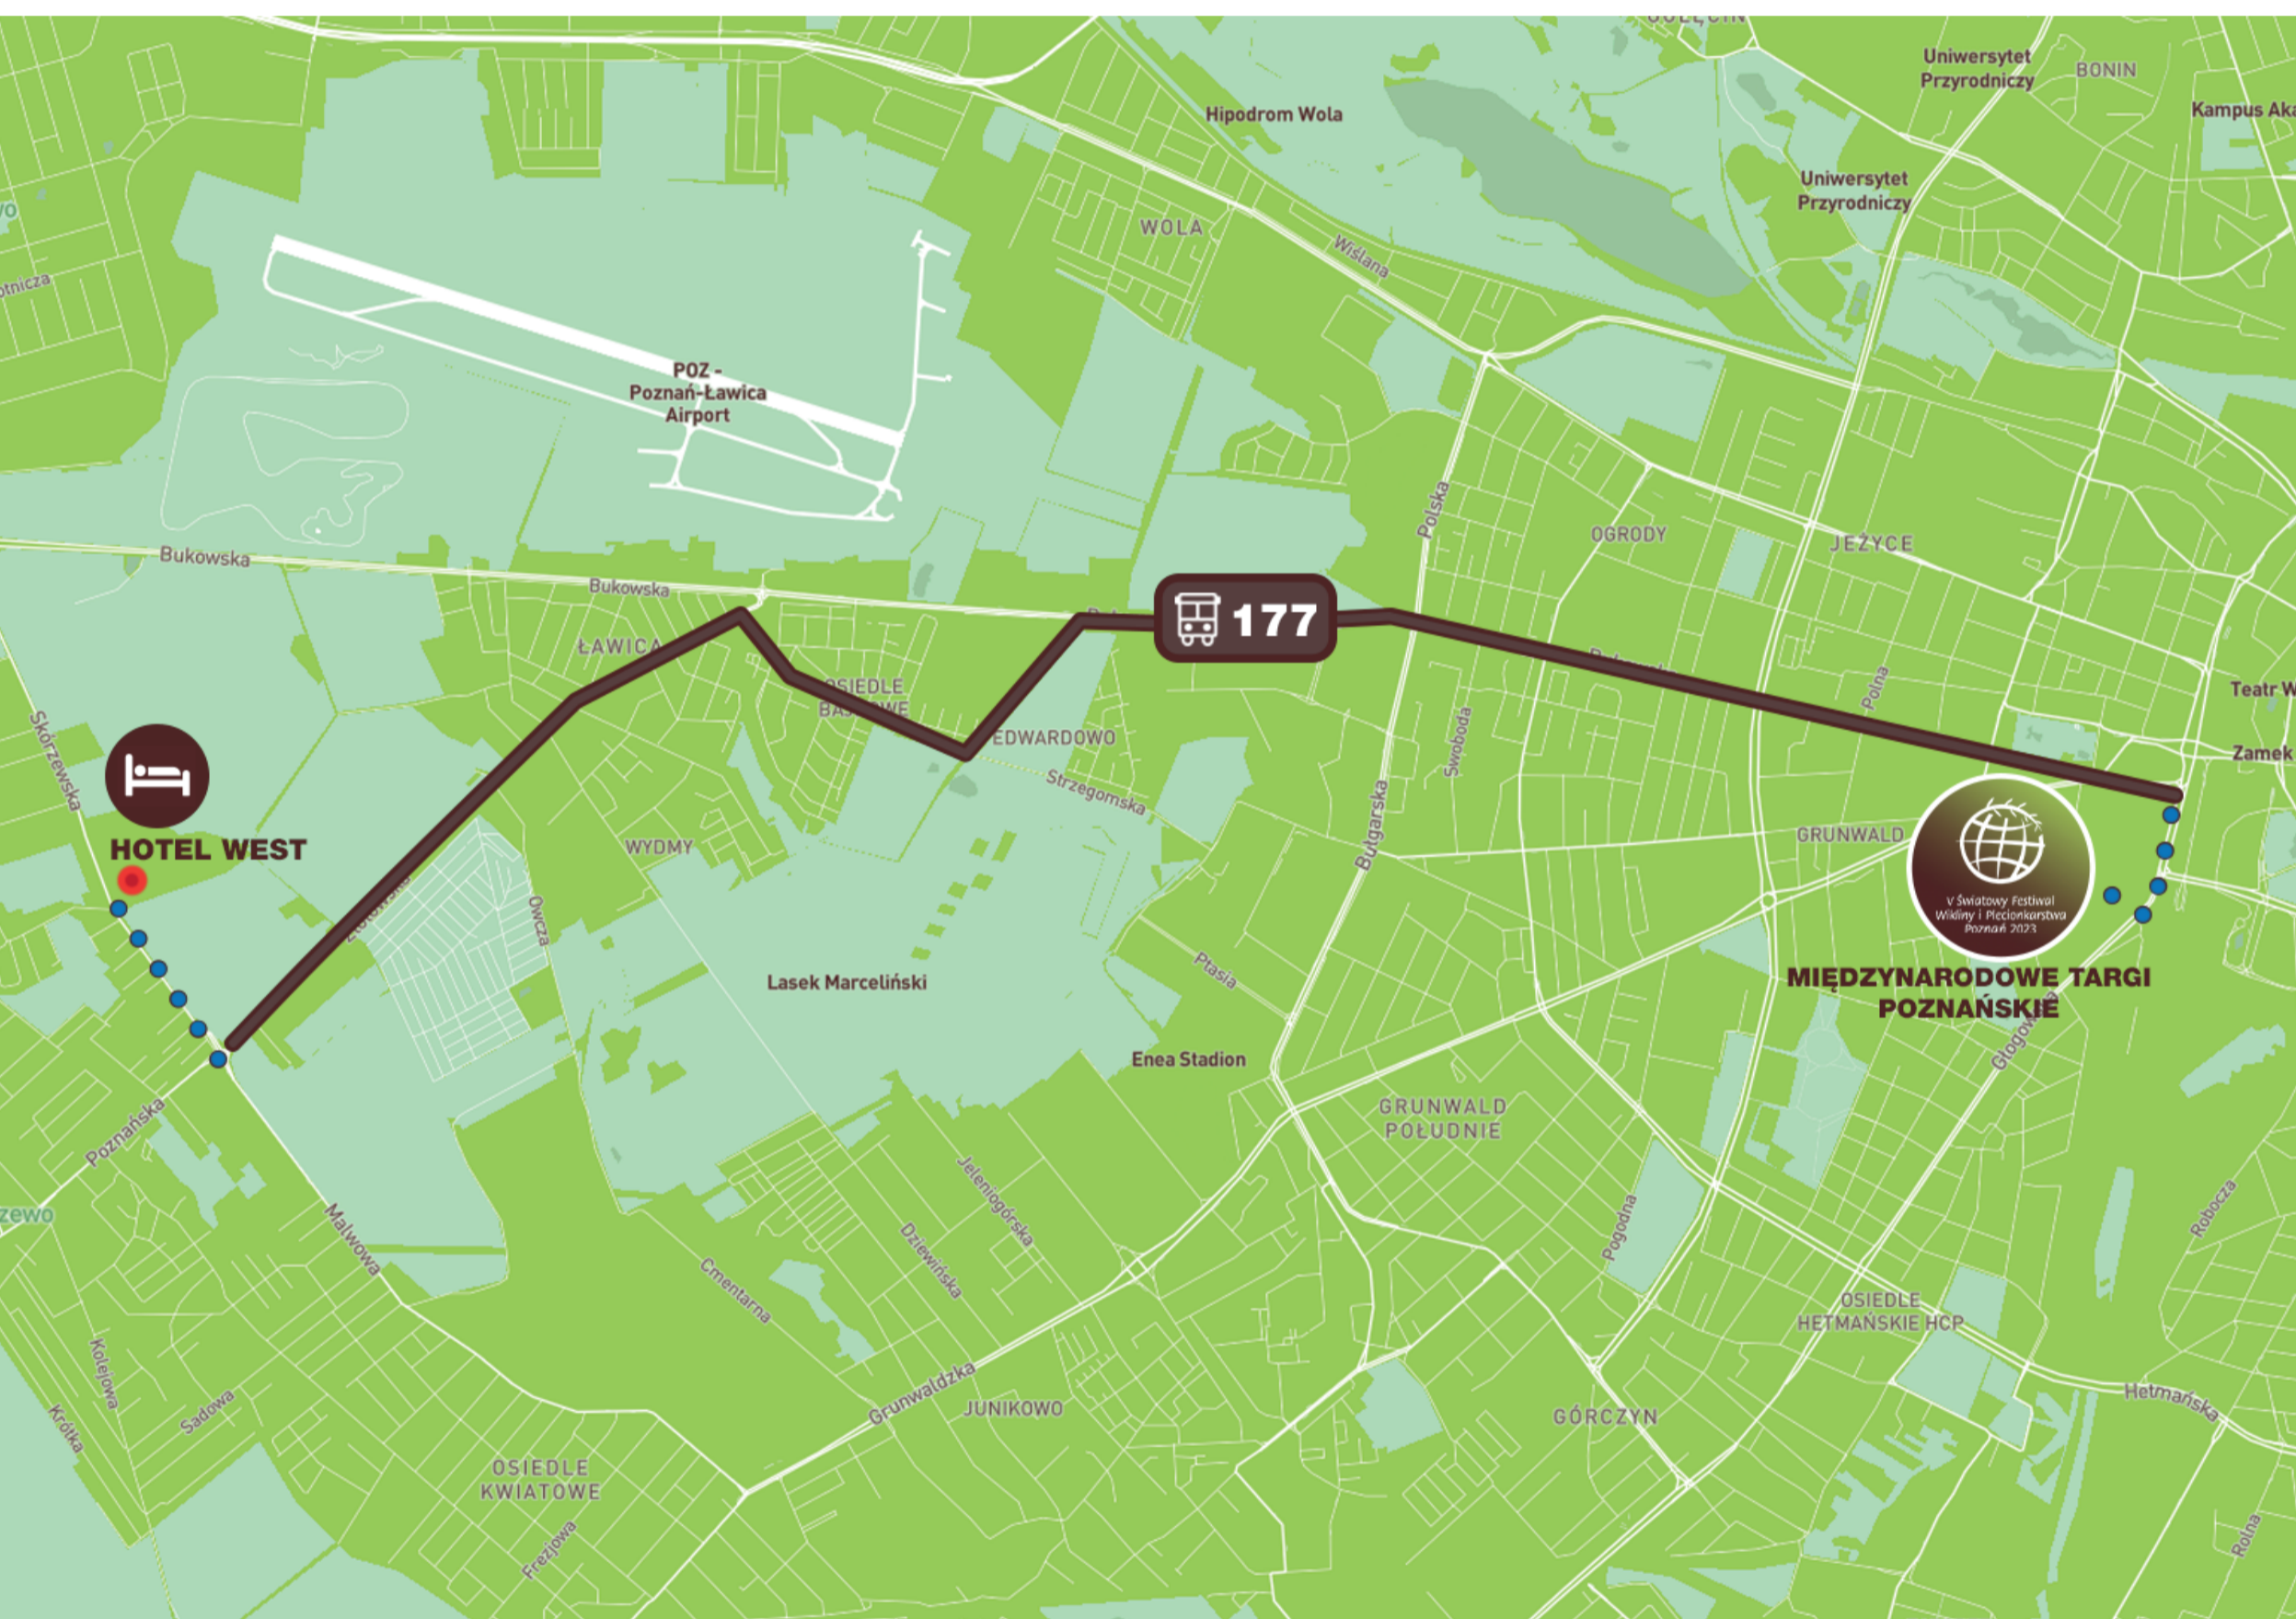 Uniwersytet
Przyrodniczy
BONIN
Hipodrom Wola
Kampus
Uniwersytet
Przyrodniczy
WOLA
Wiślana
POZ -
Poznań-Ławica
Airport
Polska
OGRODY
JEŻYCE
Bukowska
Bukowska
177
ŁAWICA
OSIEDLE
EDWARDOWO
Strzegomska
Swoboda
Polna
Teatr
Zamek
Skórzewska
HOTEL WEST
WYDMY
Bułgarska
GRUNWALD
Owcza
V Światowy Festiwal
Wikliny i Plecionkarstwa
Poznań 2023
Ptasia
Lasek Marceliński
MIĘDZYNARODOWE TARGI
POZNAŃSKIE
Enea Stadion
GRUNWALD
POŁUDNIE
Poznańska
Malwowa
Jeleniogórska
Dziewińska
Cmentarna
Pogodna
Robocza
OSIEDLE
HETMAŃSKIE HCP
Kolejowa
Krótka
Sadowa
Grunwaldzka
JUNIKOWO
GÓRCZYN
Hetmańska
OSIEDLE
KWIATOWE
Frezjowa
Rolna